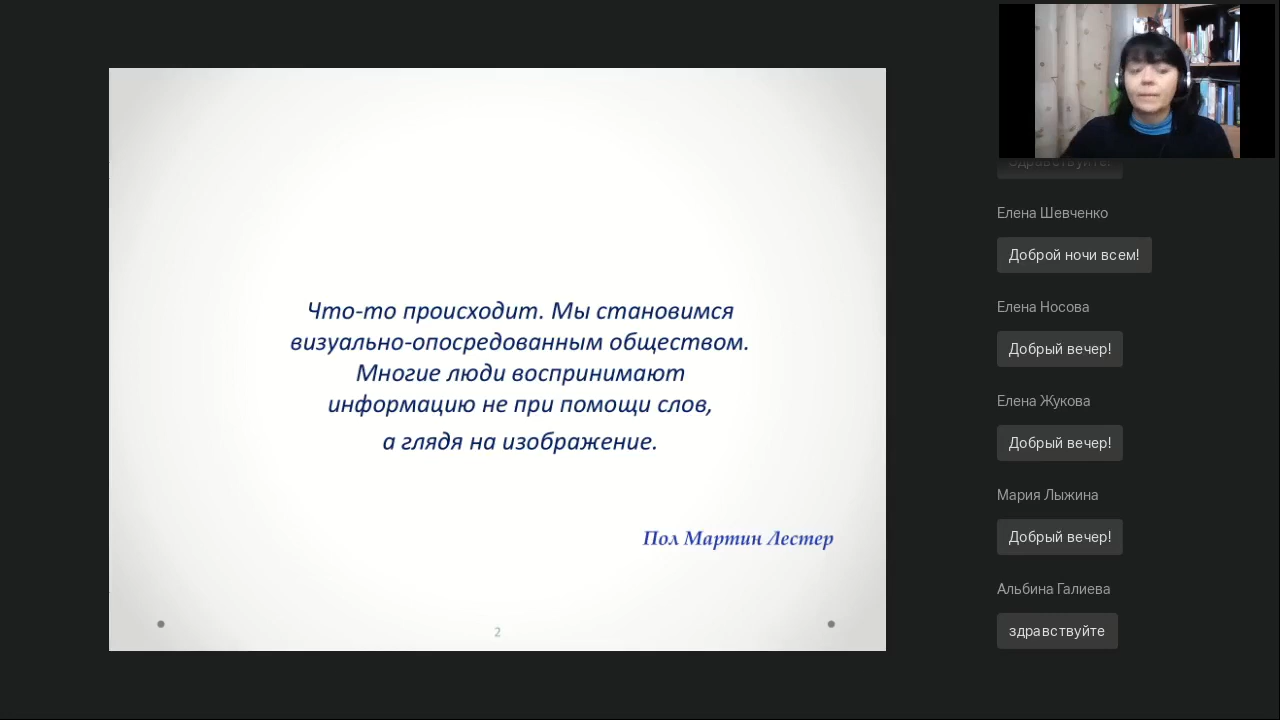 Что-то происходит. Мы становимся
визуально-опосредованным обществом.
Многие люди воспринимают
информацию не при помощи слов,
а глядя на изображение.
Пол Мартин Лестер
2
Здравствуйте!
Елена Шевченко
Доброй ночи всем!
Елена Носова
Добрый вечер!
Елена Жукова
Добрый вечер!
Мария Лыжина
Добрый вечер!
Альбина Галиева
здравствуйте